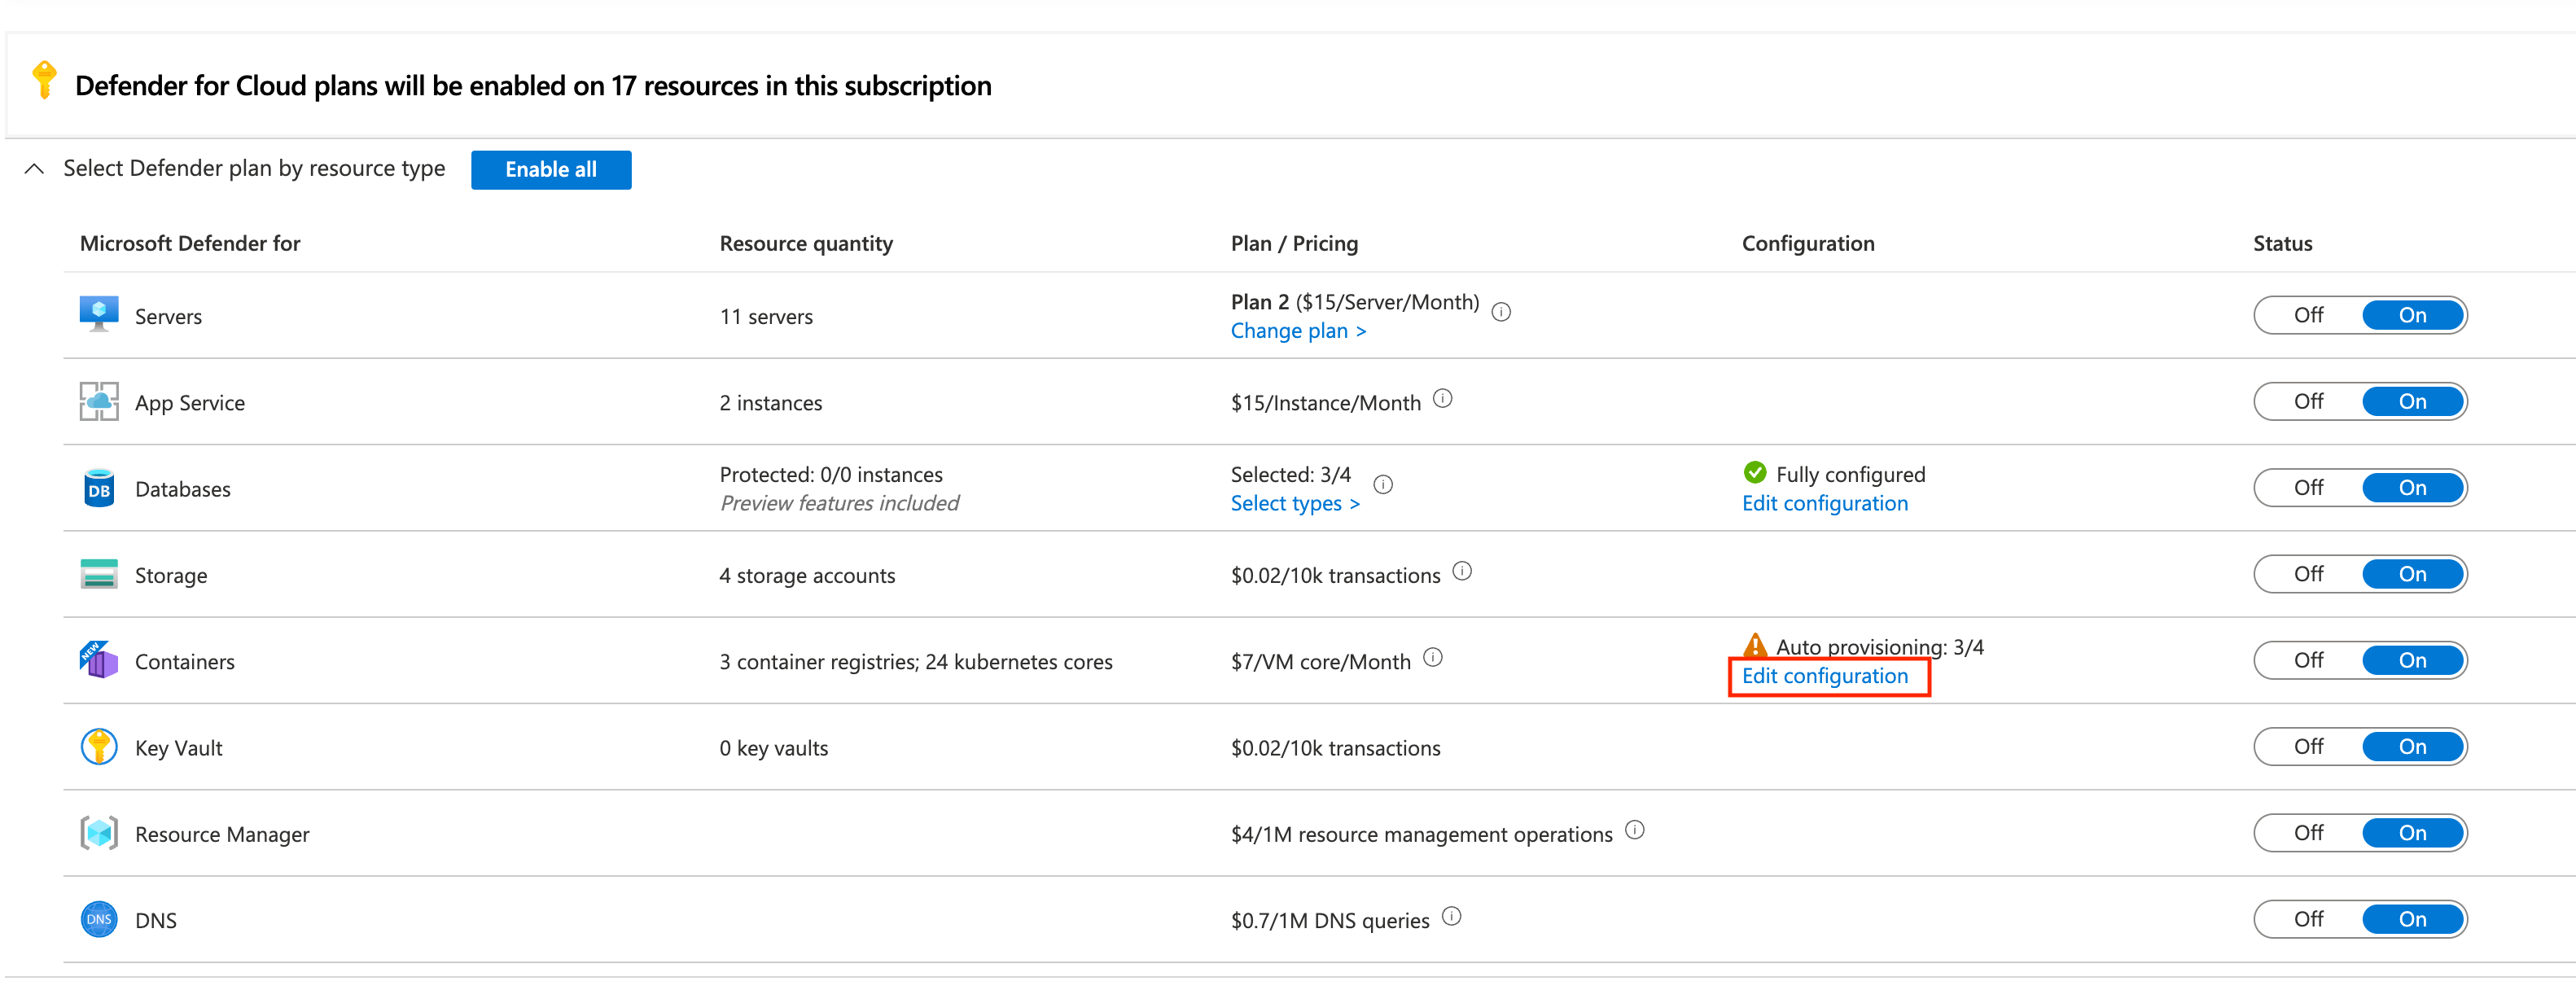 Defender for Cloud plans will be enabled on 17 resources in this subscription
Select Defender plan by resource type
Enable all
Microsoft Defender for
Resource quantity
Plan / Pricing
Configuration
Status
Servers
11 servers
Plan 2 ($15/Server/Month)
Change plan >
Off
On
App Service
2 instances
$15/Instance/Month
Off
On
DB
Databases
Protected: 0/0 instances
Preview features included
Selected: 3/4
Select types >
Fully configured
Edit configuration
Off
On
Storage
4 storage accounts
$0.02/10k transactions
Off
On
NEW
Containers
3 container registries; 24 kubernetes cores
$7/VM core/Month
Auto provisioning: 3/4
Edit configuration
Off
On
Key Vault
0 key vaults
$0.02/10k transactions
Off
On
Resource Manager
$4/1M resource management operations
Off
On
DNS
DNS
$0.7/1M DNS queries
Off
On